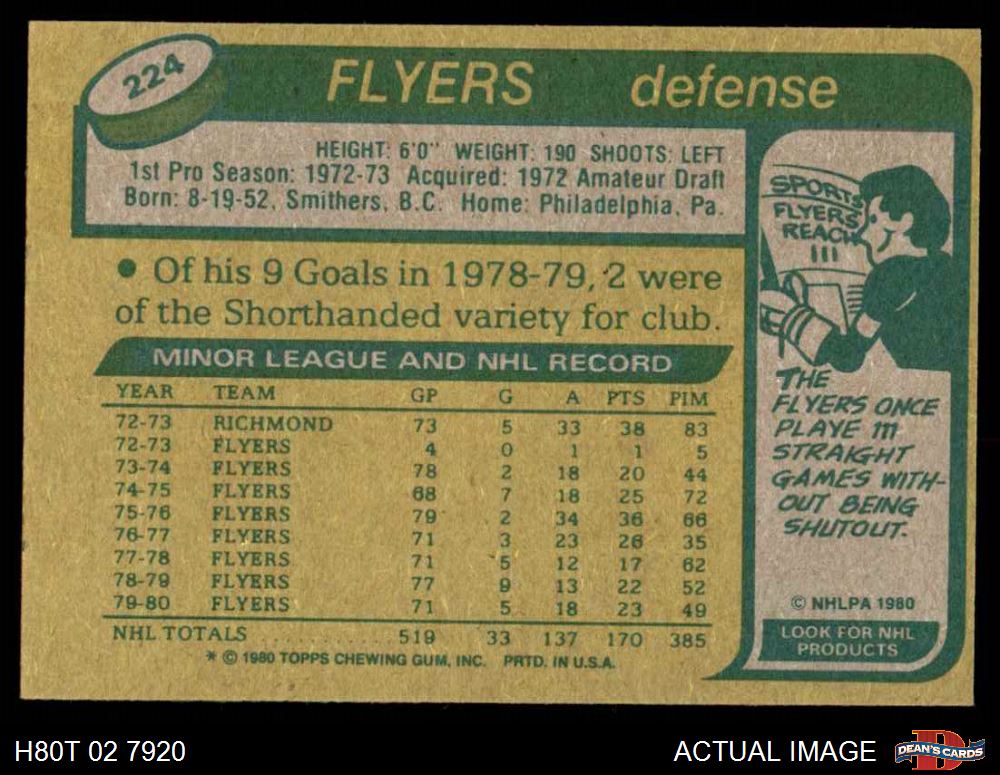 224
FLYERS defense
HEIGHT: 6'0" WEIGHT: 190 SHOOTS: LEFT
1st Pro Season: 1972-73 Acquired: 1972 Amateur Draft
Born: 8-19-52, Smithers, B.C. Home: Philadelphia, Pa.
• Of his 9 Goals in 1978-79, 2 were
of the Shorthanded variety for club.
MINOR LEAGUE AND NHL RECORD
YEAR TEAM GP G A PTS PIM
72-73 RICHMOND 73 5 33 38 83
72-73 FLYERS 4 0 1 1 5
73-74 FLYERS 78 2 18 20 44
74-75 FLYERS 68 7 18 25 72
75-76 FLYERS 79 2 34 36 66
76-77 FLYERS 71 3 23 26 35
77-78 FLYERS 71 5 12 17 62
78-79 FLYERS 77 9 13 22 52
79-80 FLYERS 71 5 18 23 49
NHL TOTALS ............ 519 33 137 170 385
* © 1980 TOPPS CHEWING GUM, INC. PRTD. IN U.S.A.
SPORTS
FLYERS
REACH
111
THE
FLYERS ONCE
PLAYE 111
STRAIGHT
GAMES WITH-
OUT BEING
SHUTOUT.
© NHLPA 1980
LOOK FOR NHL
PRODUCTS
H80T 02 7920
ACTUAL IMAGE
DEAN'S CARDS